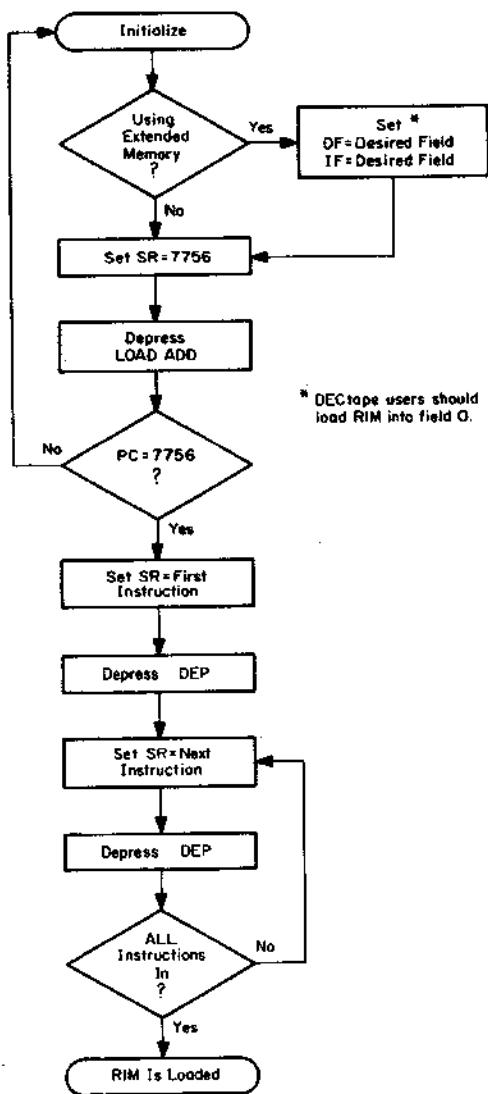 Initialize
Using
Extended
Memory
?
Yes
Set *
DF=Desired Field
IF=Desired Field
No
Set SR=7756
Depress
LOAD ADD
* DECtape users should
load RIM into field 0.
No
PC=7756
?
Yes
Set SR=First
Instruction
Depress DEP
Set SR=Next
Instruction
Depress DEP
ALL
Instructions
In
?
No
Yes
RIM Is Loaded